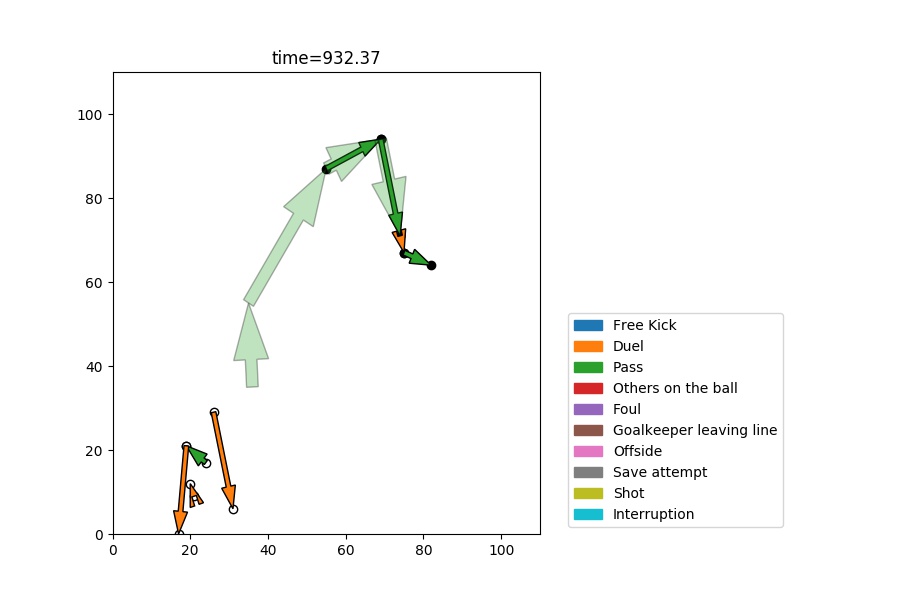 time=932.37
100
80
60
40
20
0
0 20 40 60 80 100
Free Kick
Duel
Pass
Others on the ball
Foul
Goalkeeper leaving line
Offside
Save attempt
Shot
Interruption